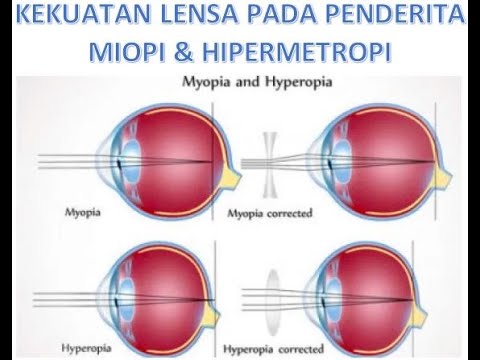 KEKUATAN LENSA PADA PENDERITA
MIOPI & HIPERMETROPI
Myopia and Hyperopia
Myopia
Myopia corrected
Hyperopia
Hyperopia corrected